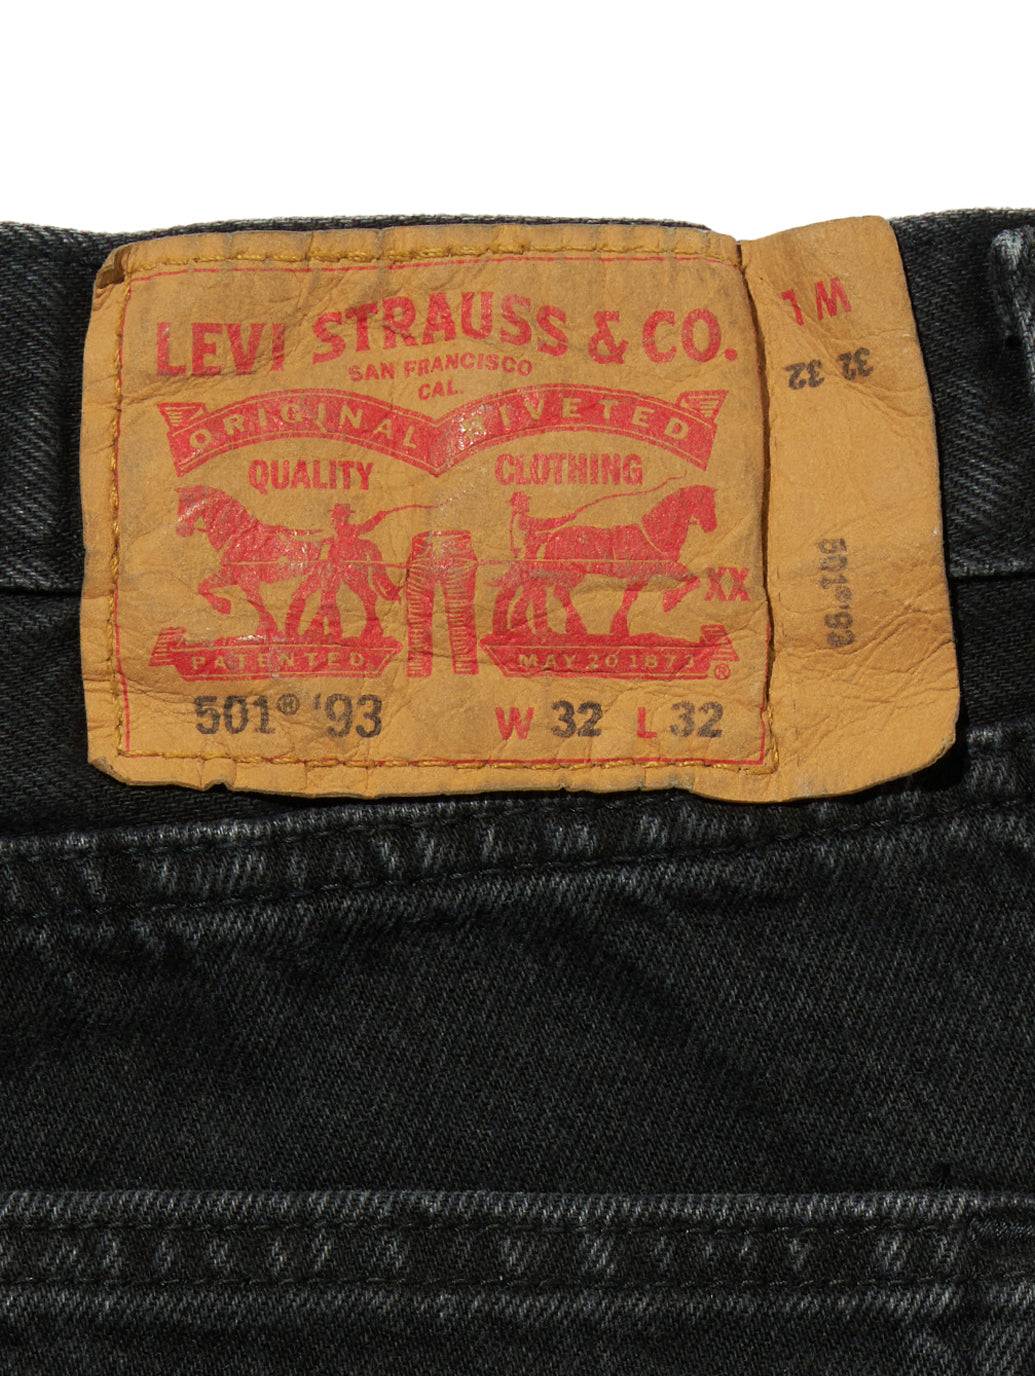 LEVI STRAUSS & CO.
SAN FRANCISCO
CAL.
ORIGINAL RIVETED
QUALITY CLOTHING
XX
PATENTED MAY 20 1873 ®
501® '93 W 32 L 32
W L
32 32
501®'93